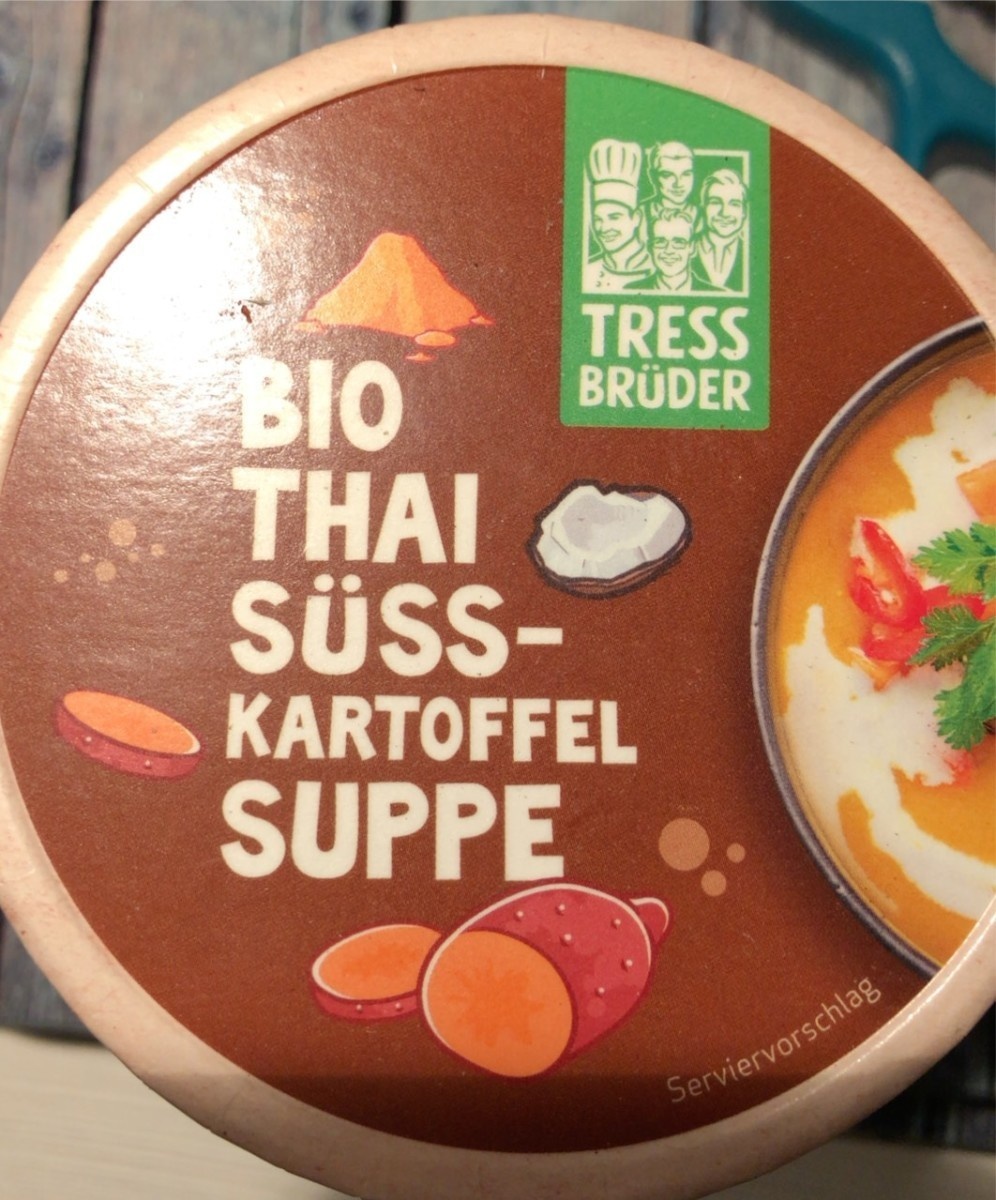 TRESS
BRÜDER
BIO
THAI
SÜSS-
KARTOFFEL
SUPPE
Serviervorschlag